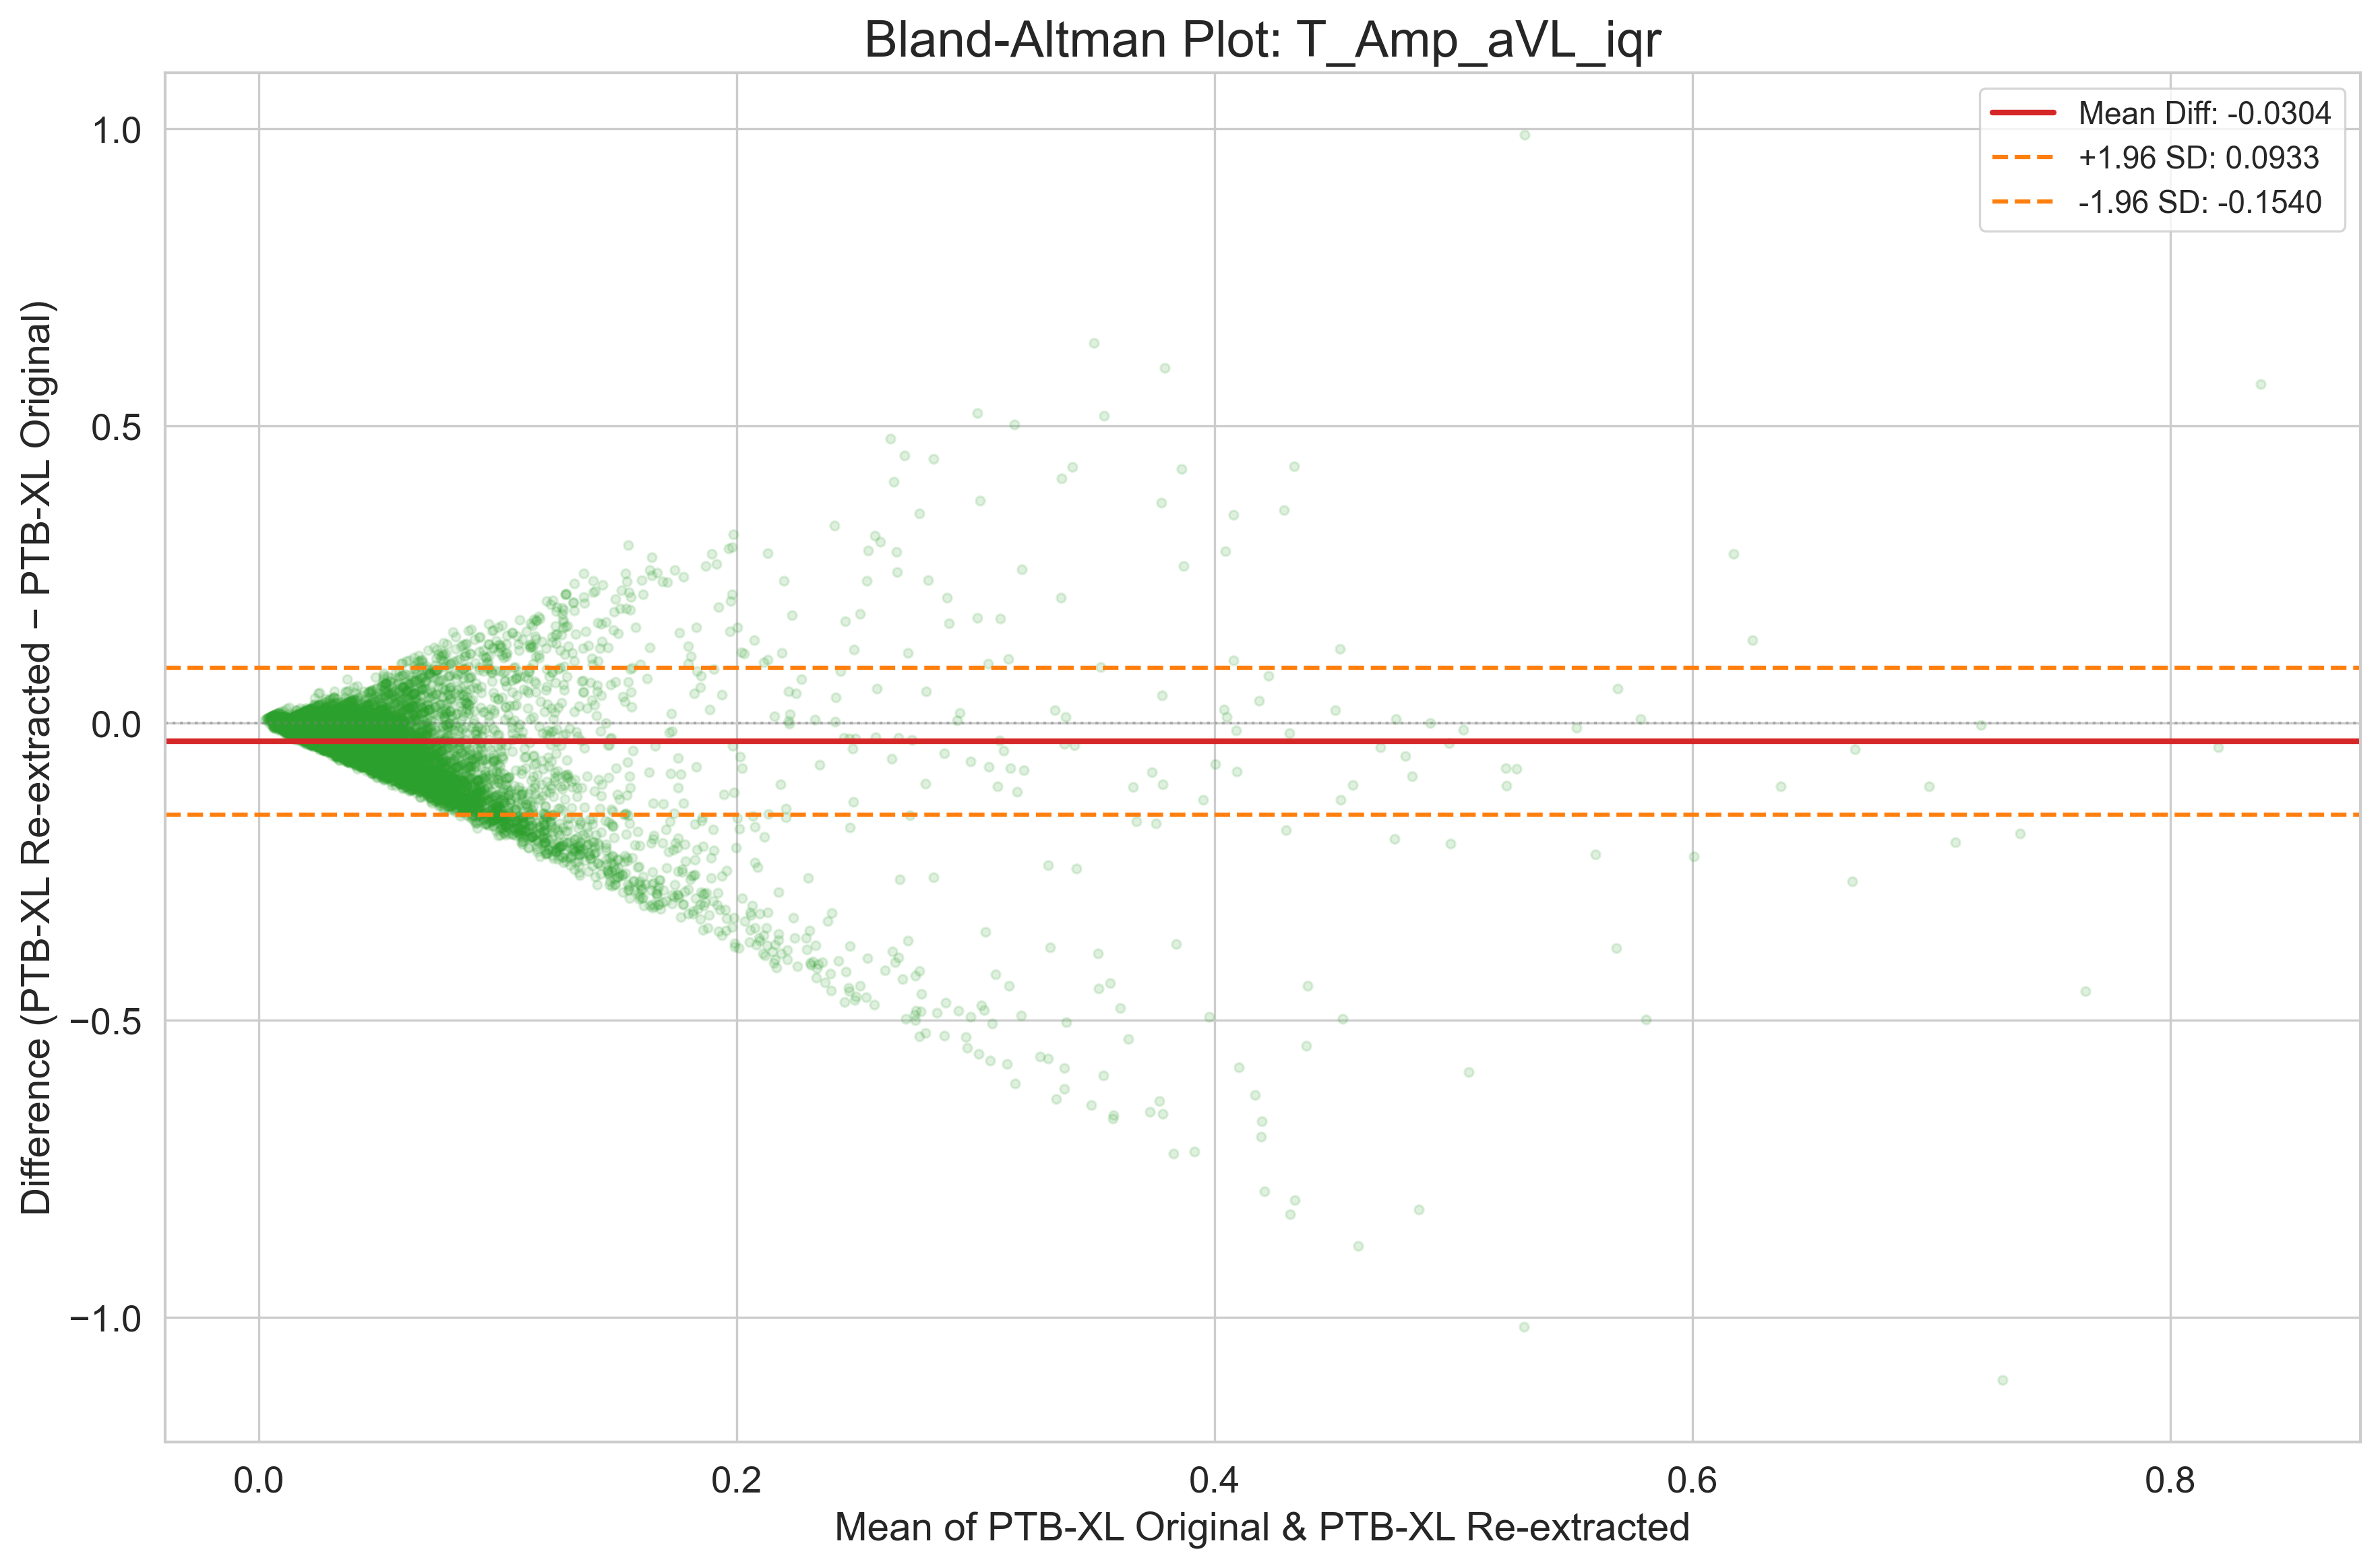 Bland-Altman Plot: T_Amp_aVL_iqr
Mean Diff: -0.0304
+1.96 SD: 0.0933
-1.96 SD: -0.1540
Difference (PTB-XL Re-extracted − PTB-XL Original)
1.0
0.5
0.0
−0.5
−1.0
0.0 0.2 0.4 0.6 0.8
Mean of PTB-XL Original & PTB-XL Re-extracted